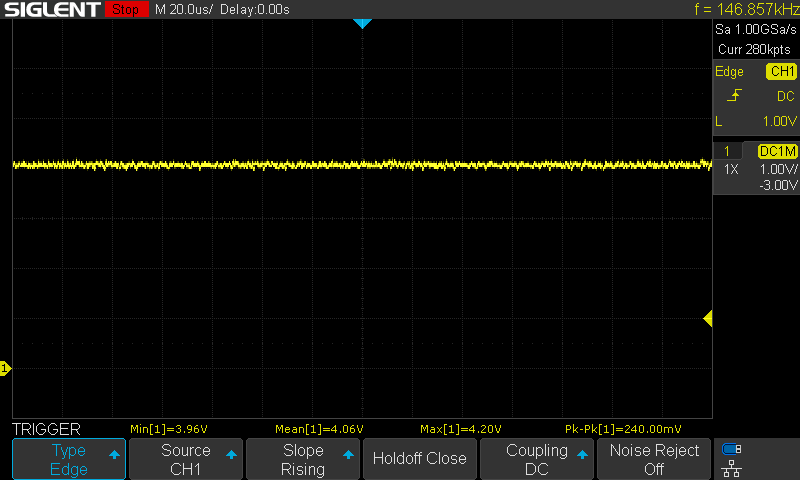 SIGLENT Stop M 20.0us/ Delay:0.00s f = 146.857kHz
Sa 1.00GSa/s
Curr 280kpts
Edge CH1
DC
L 1.00V
1 DC1M
1X 1.00V/
-3.00V
1
TRIGGER Min[1]=3.96V Mean[1]=4.06V Max[1]=4.20V Pk-Pk[1]=240.00mV
Type Source Slope Holdoff Close Coupling Noise Reject
Edge CH1 Rising DC Off